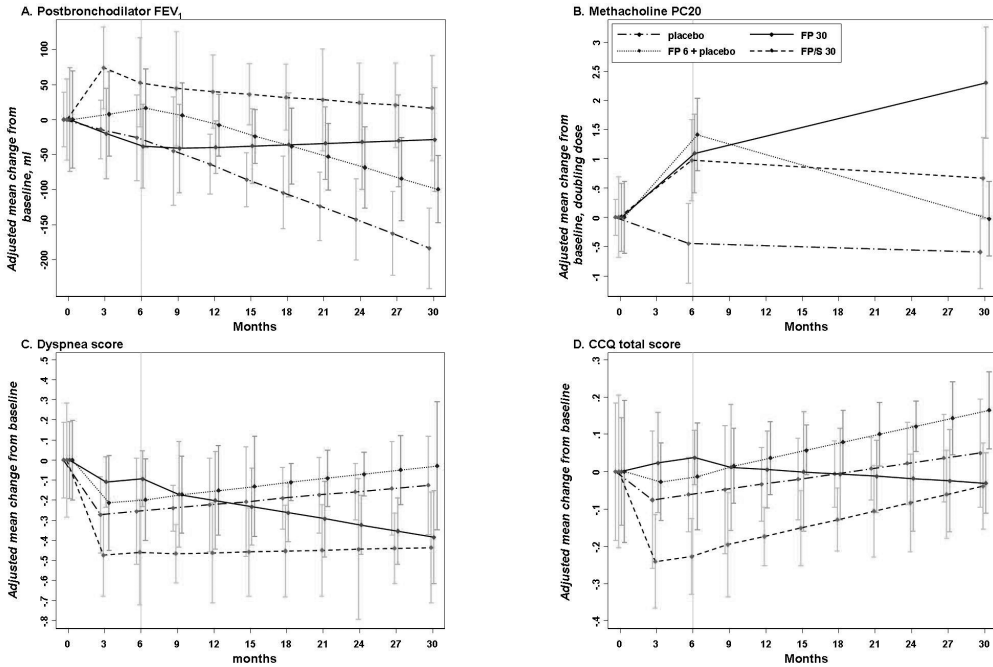 A. Postbronchodilator FEV1
Adjusted mean change from
baseline, ml
100
50
0
-50
-100
-150
-200
0 3 6 9 12 15 18 21 24 27 30
Months
B. Methacholine PC20
placebo FP 30
FP 6 + placebo FP/S 30
Adjusted mean change from
baseline, doubling dose
3
2.5
2
1.5
1
.5
0
-.5
-1
0 3 6 9 12 15 18 21 24 27 30
Months
C. Dyspnea score
Adjusted mean change from baseline
.5
.4
.3
.2
.1
0
-.1
-.2
-.3
-.4
-.5
-.6
-.7
-.8
0 3 6 9 12 15 18 21 24 27 30
months
D. CCQ total score
Adjusted mean change from baseline
.3
.2
.1
0
-.1
-.2
-.3
-.4
0 3 6 9 12 15 18 21 24 27 30
Months